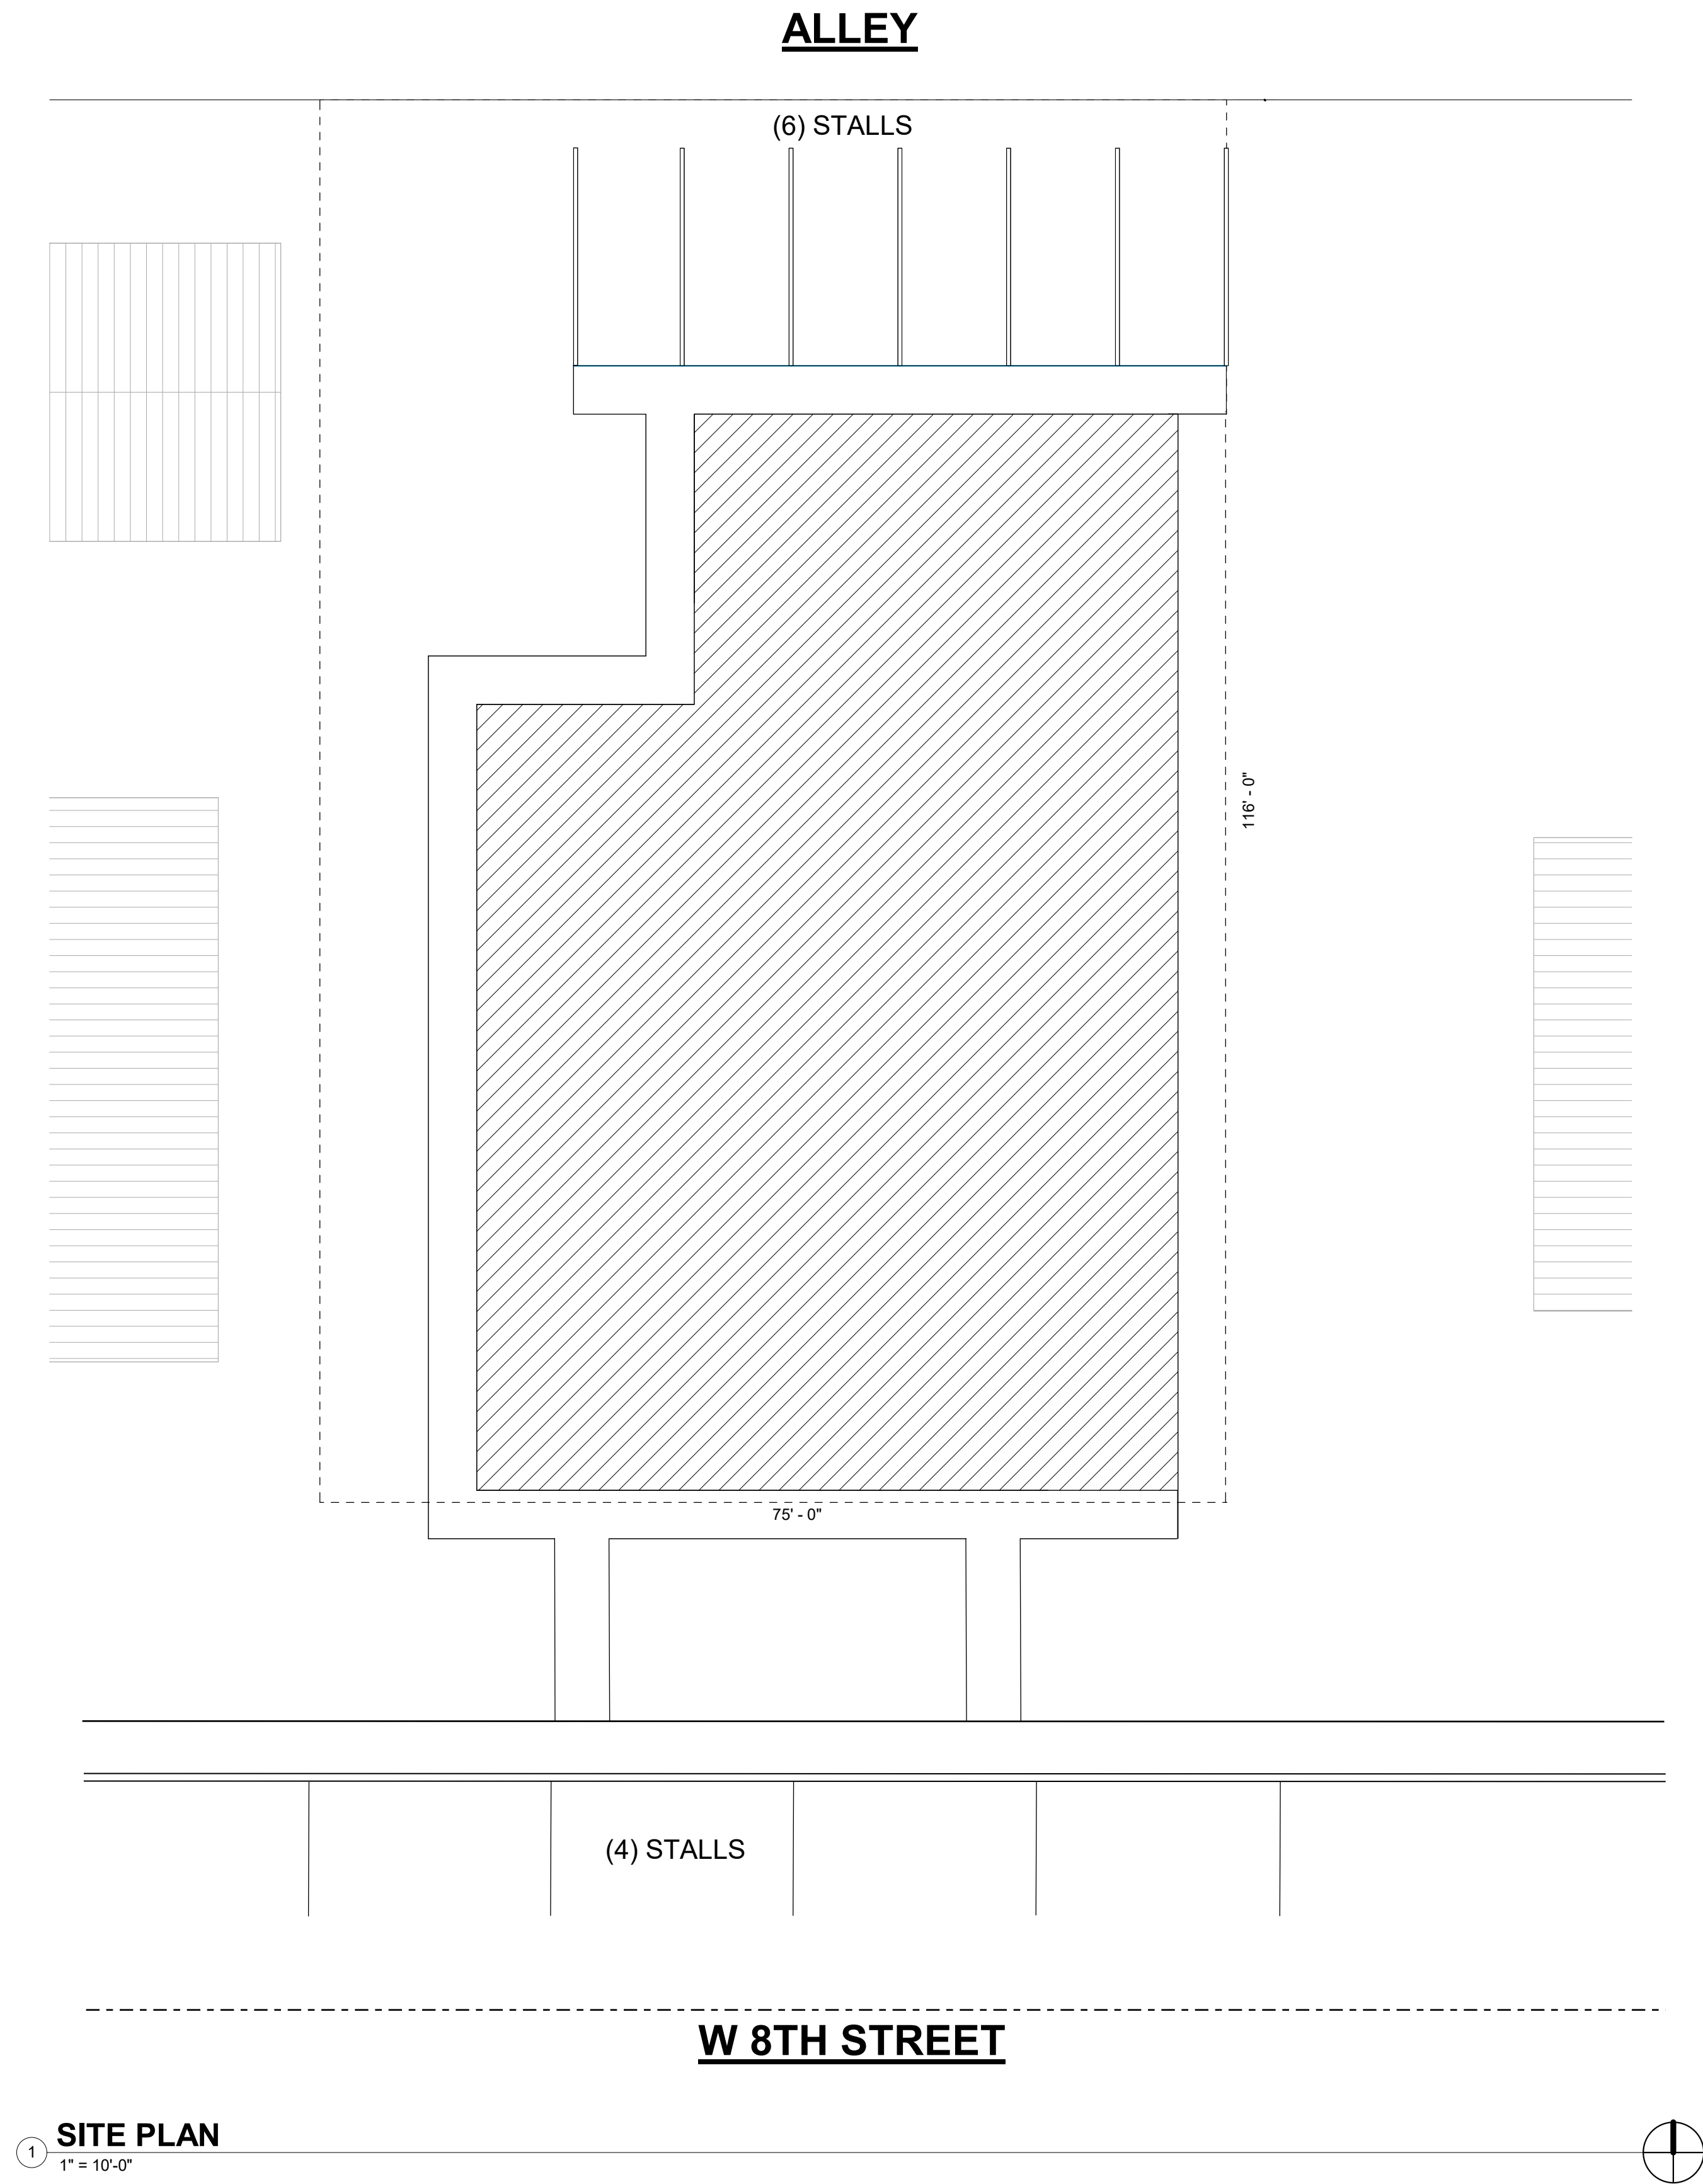 ALLEY
(6) STALLS
116' - 0"
75' - 0"
(4) STALLS
W 8TH STREET
1
SITE PLAN
1" = 10'-0"